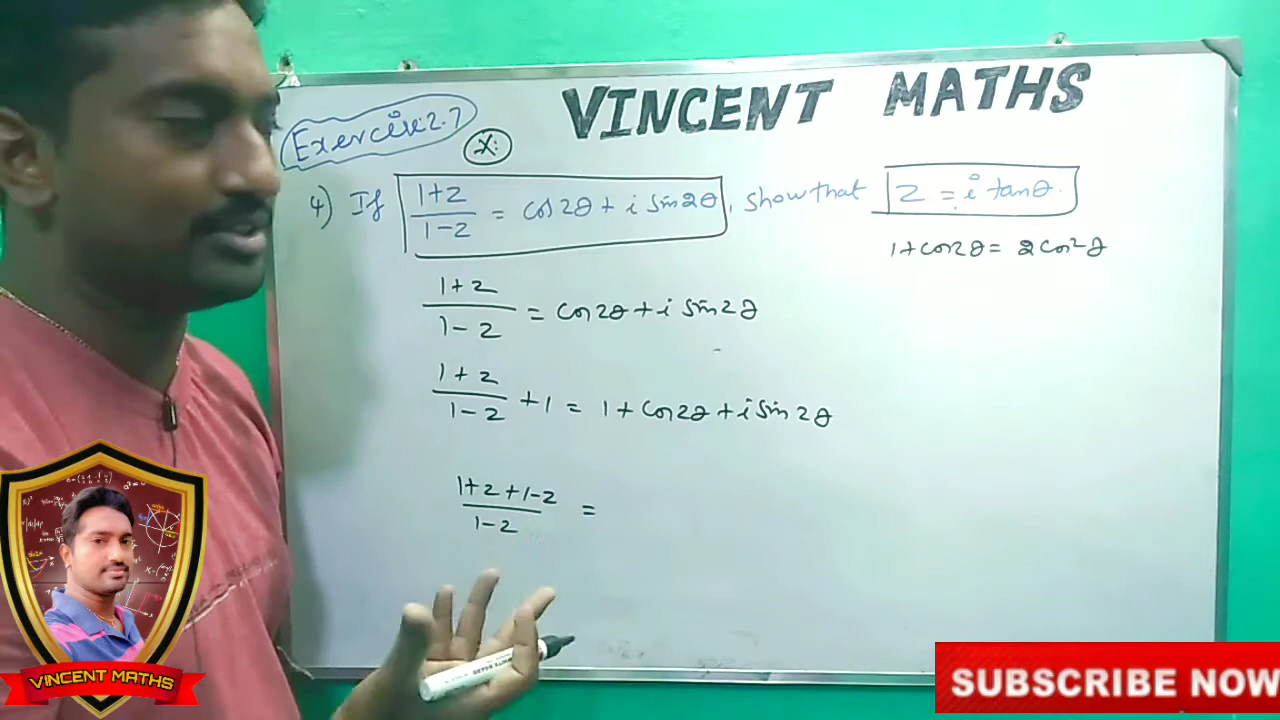 VINCENT MATHS
Exercise 2.7
X:
4) If (1+z)/(1-z) = cos2θ + i sin2θ, show that z = i tanθ.
1+cos2θ = 2cos²θ
(1+z)/(1-z) = cos2θ + i sin2θ
(1+z)/(1-z) + 1 = 1 + cos2θ + i sin2θ
(1+z+1-z)/(1-z) =
VINCENT MATHS
SUBSCRIBE NOW